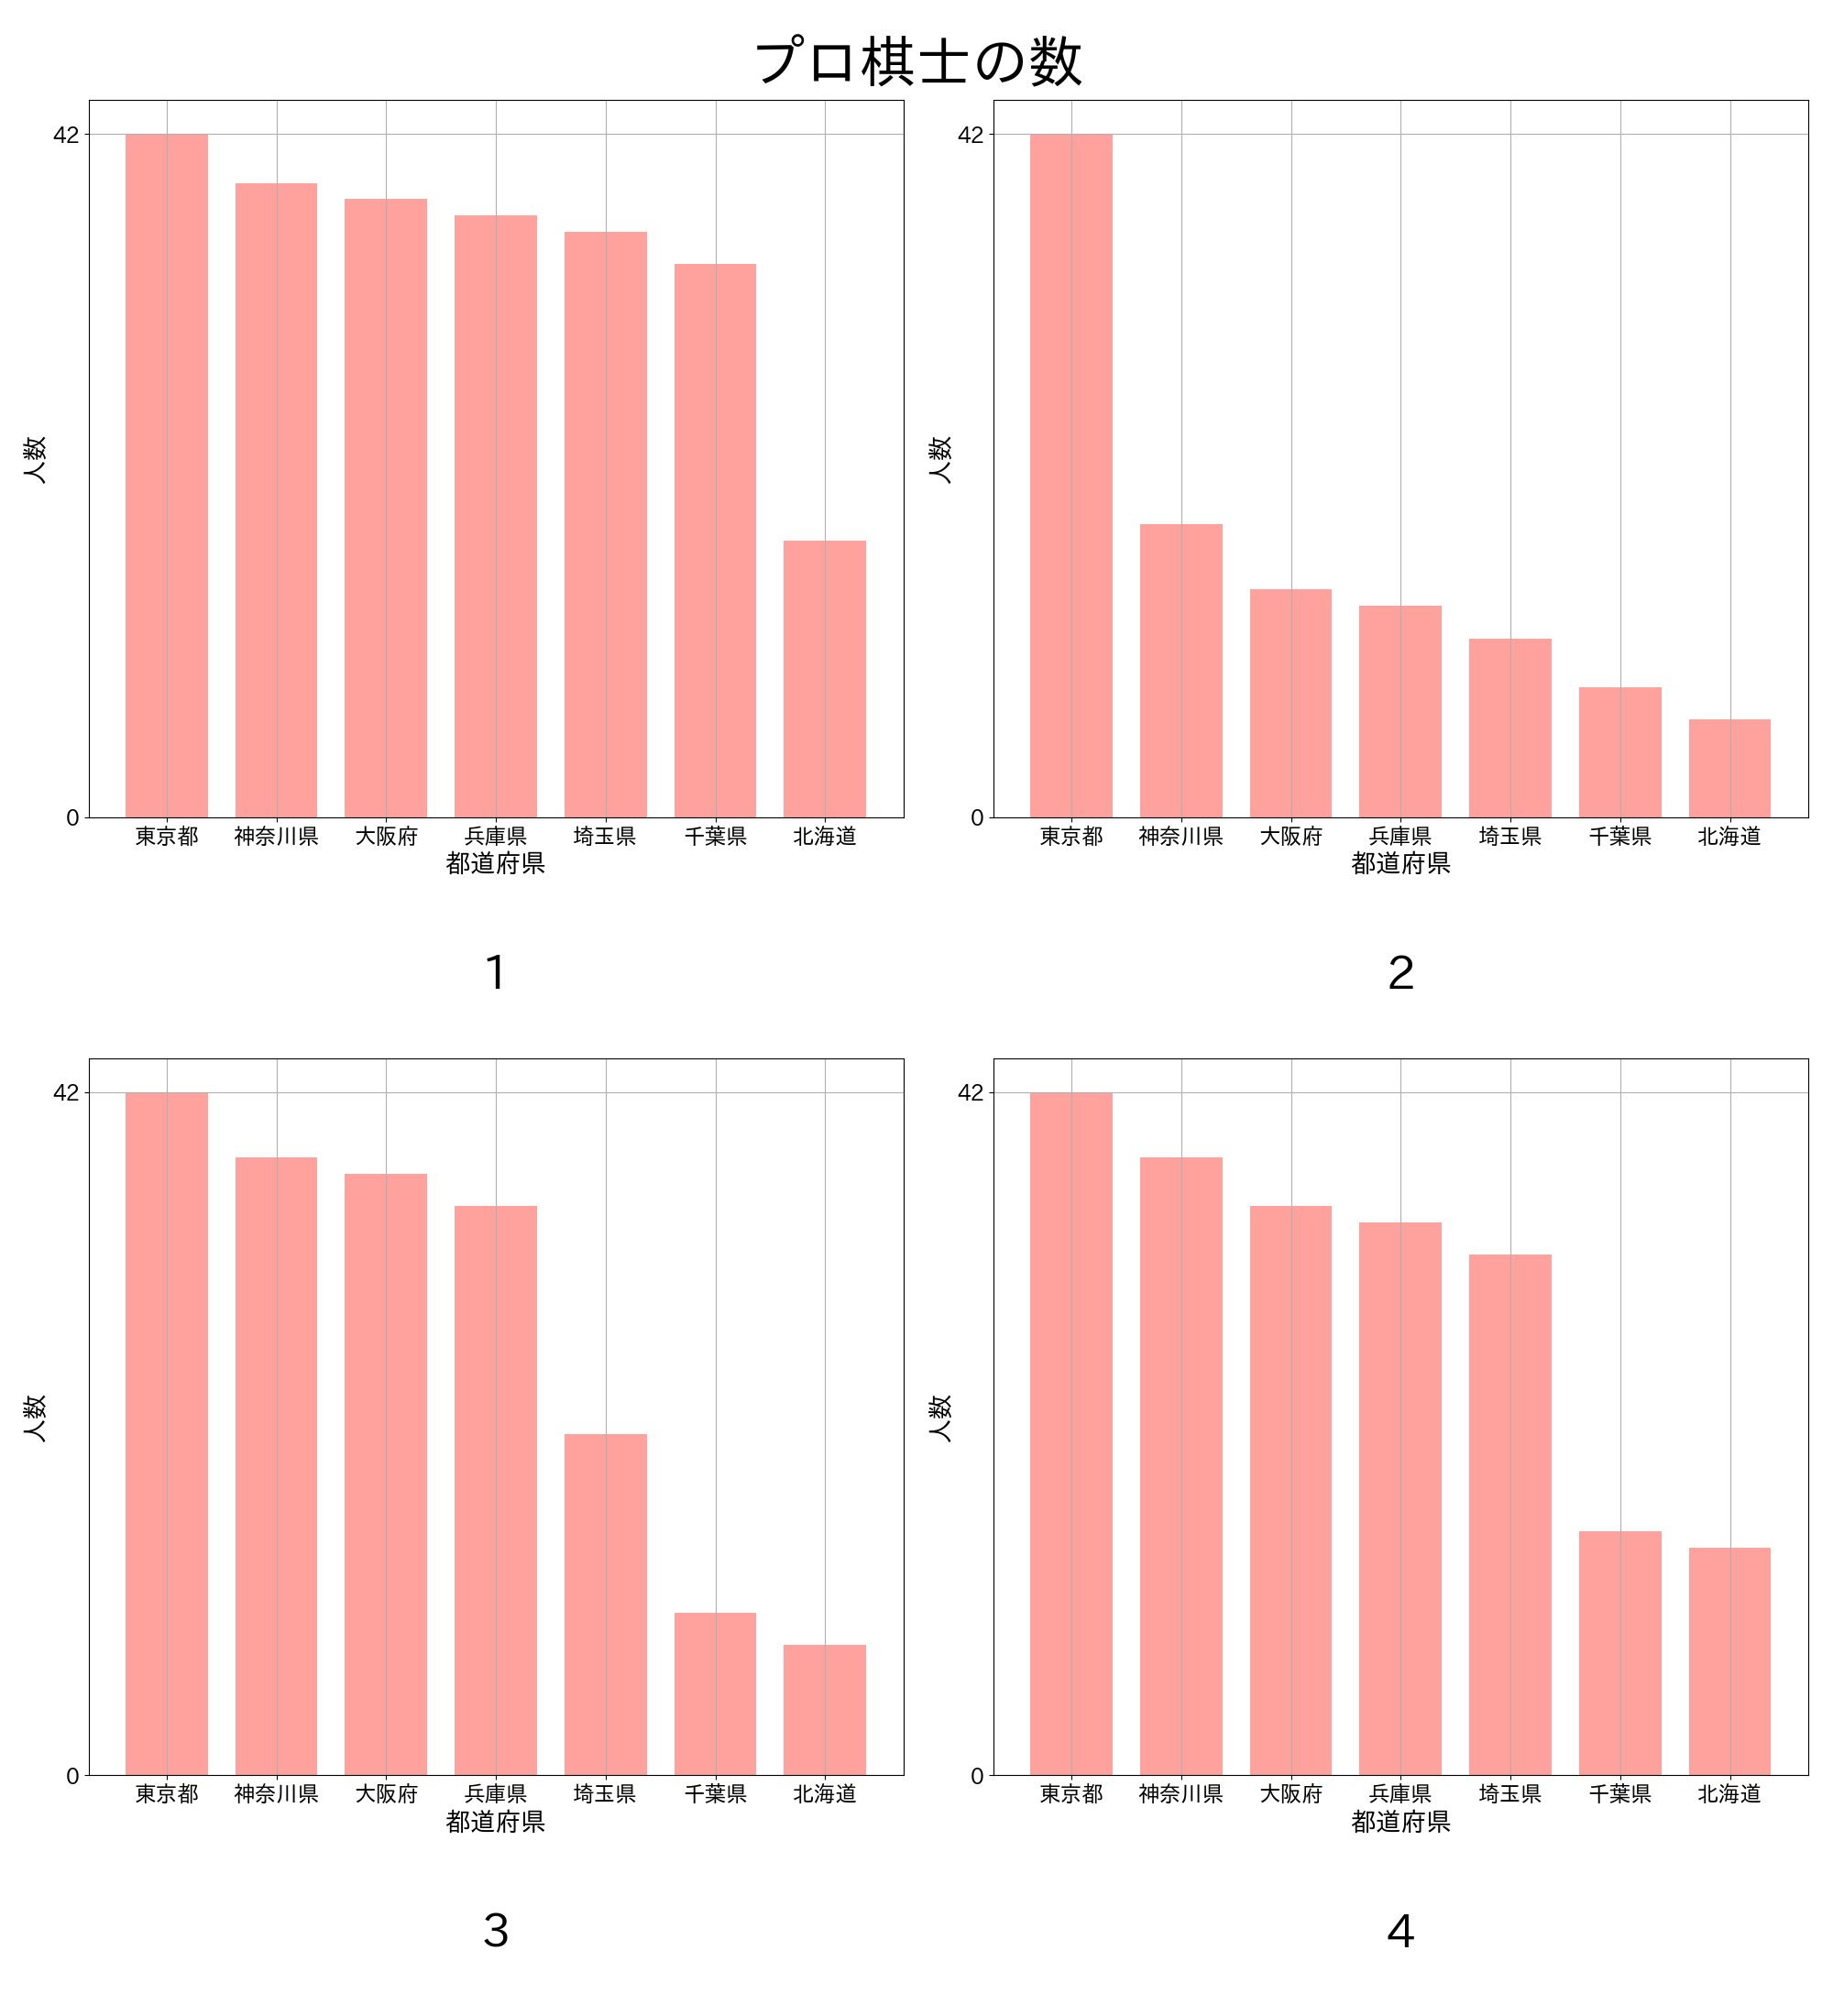 プロ棋士の数
42
0
人数
東京都 神奈川県 大阪府 兵庫県 埼玉県 千葉県 北海道
都道府県
1
42
0
人数
東京都 神奈川県 大阪府 兵庫県 埼玉県 千葉県 北海道
都道府県
2
42
0
人数
東京都 神奈川県 大阪府 兵庫県 埼玉県 千葉県 北海道
都道府県
3
42
0
人数
東京都 神奈川県 大阪府 兵庫県 埼玉県 千葉県 北海道
都道府県
4